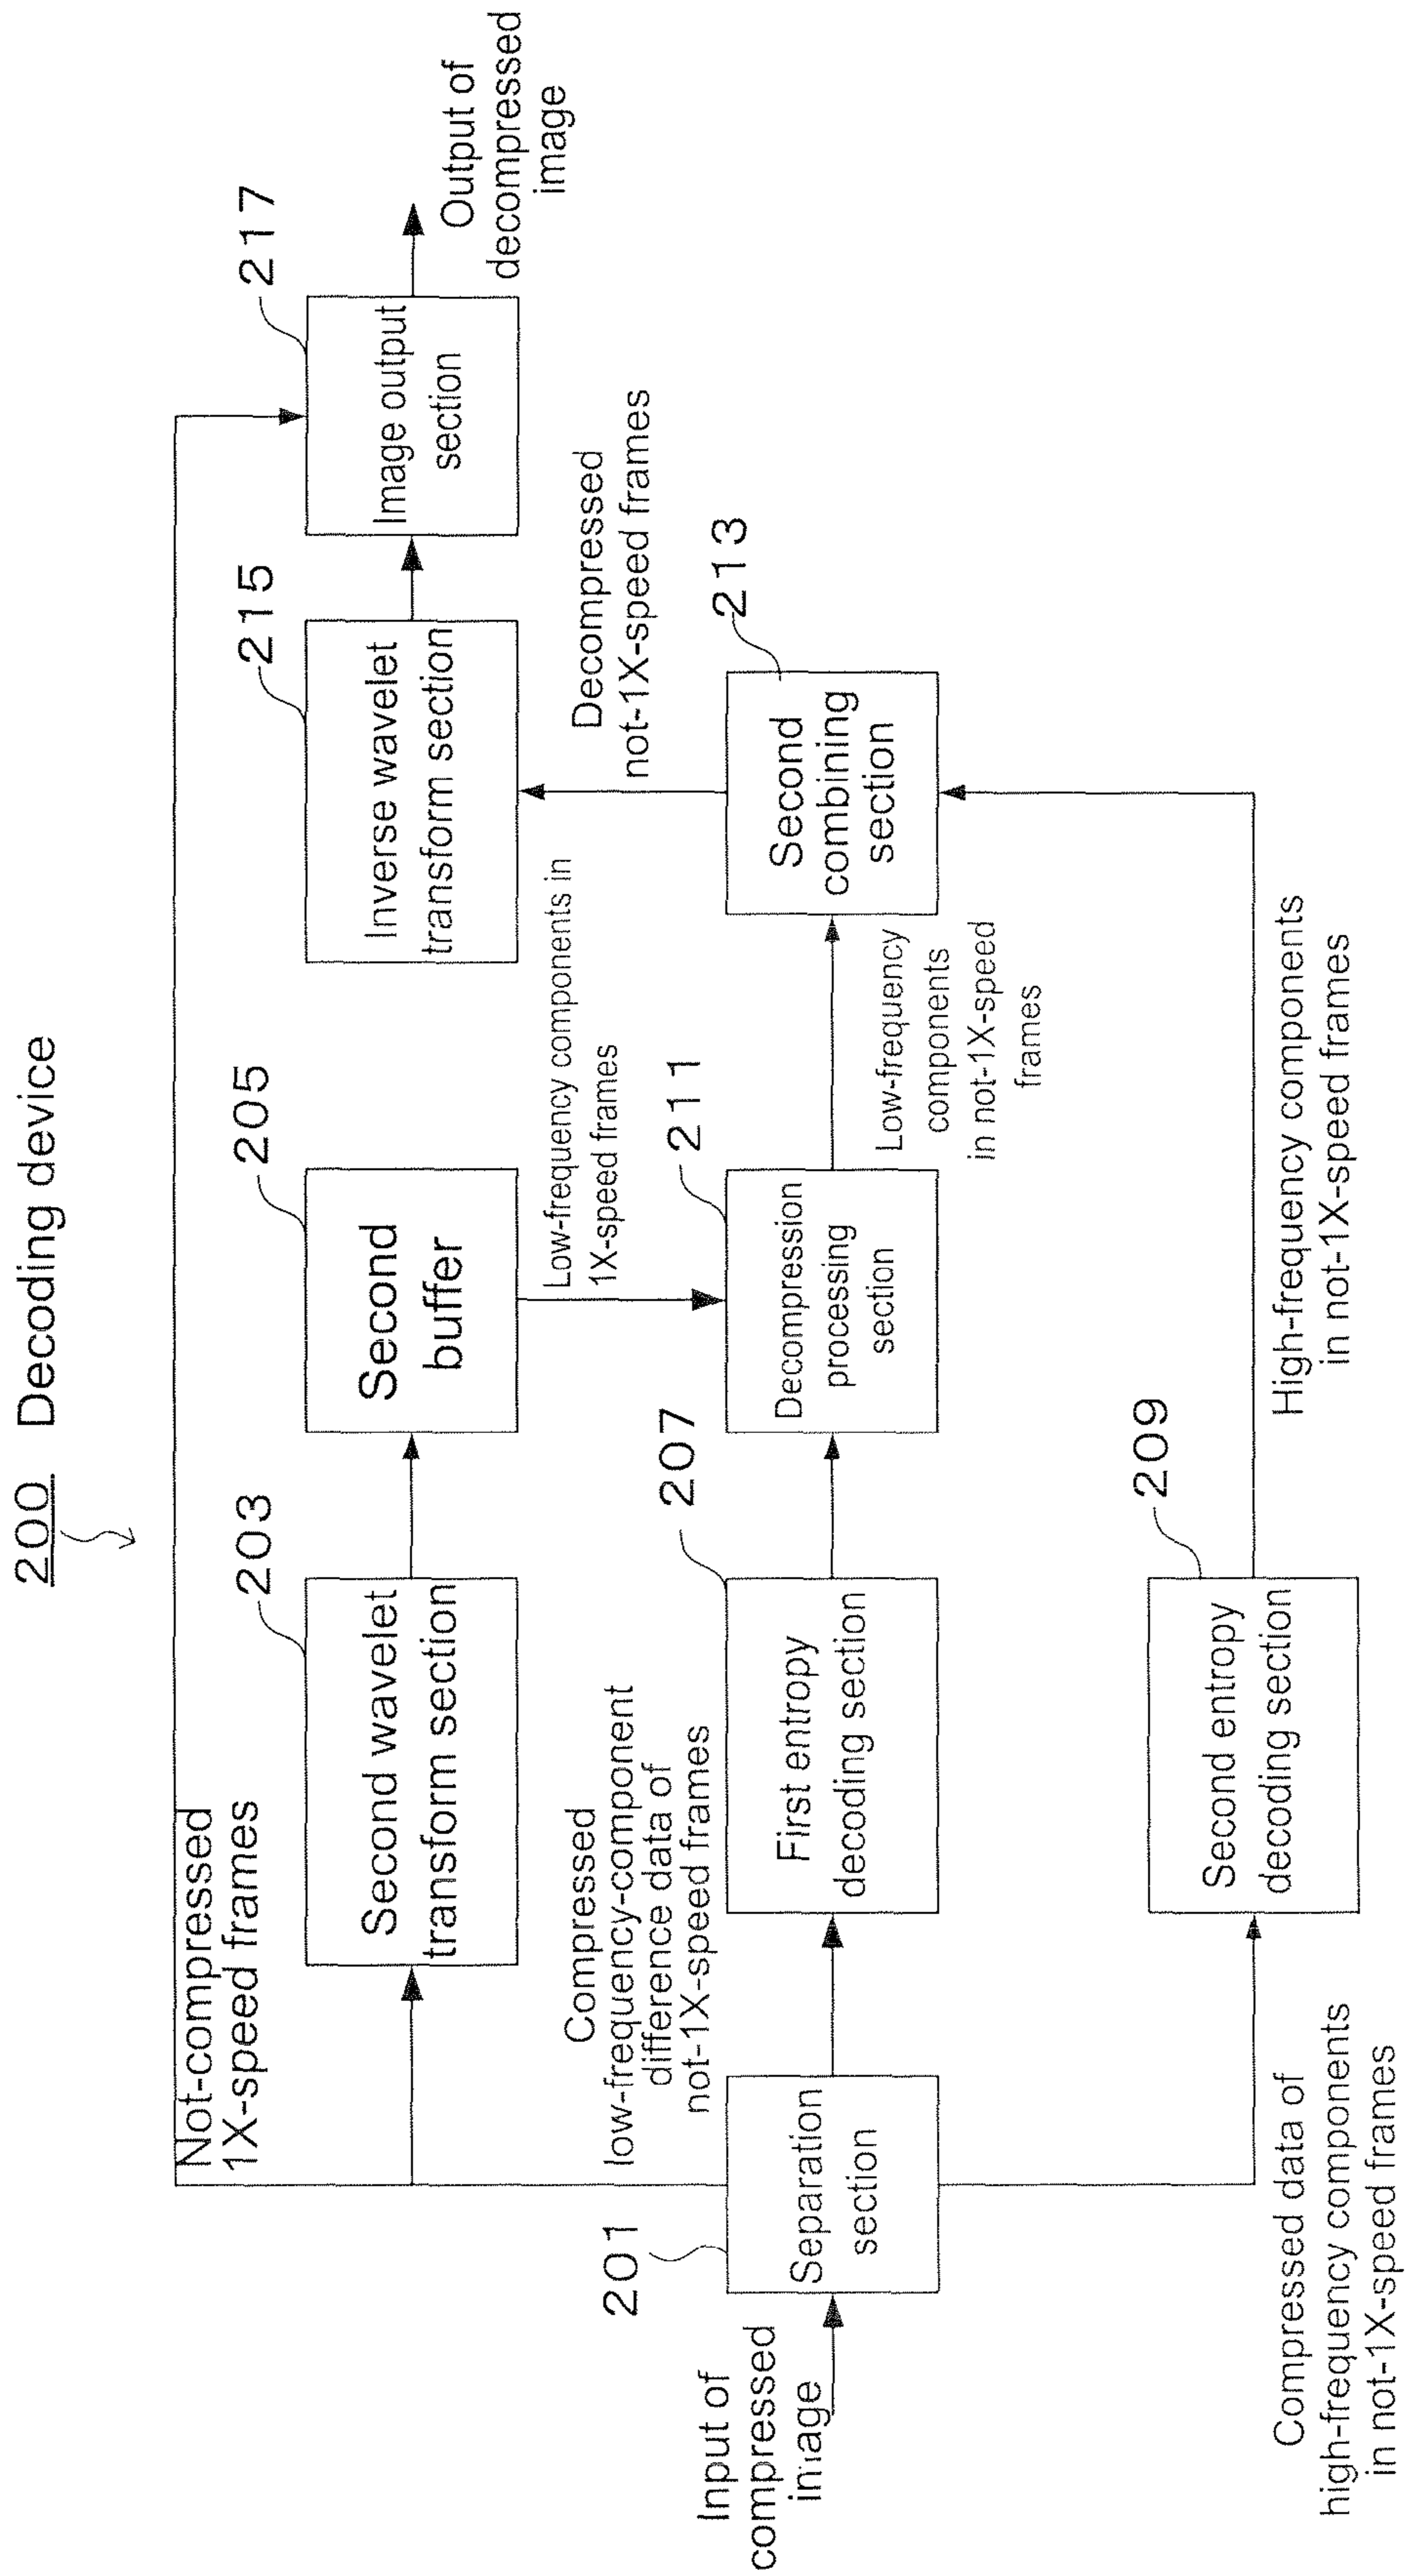 200 Decoding device
Not-compressed
1X-speed frames
203
Second wavelet
transform section
205
Second
buffer
215
Inverse wavelet
transform section
217
Image output
section
Output of
decompressed
image
Low-frequency components in
1X-speed frames
Decompressed
not-1X-speed frames
Compressed
low-frequency-component
difference data of
not-1X-speed frames
Input of
compressed
image
201
Separation
section
207
First entropy
decoding section
211
Decompression
processing
section
Low-frequency
components
in not-1X-speed
frames
213
Second
combining
section
209
Second entropy
decoding section
Compressed data of
high-frequency components
in not-1X-speed frames
High-frequency components
in not-1X-speed frames